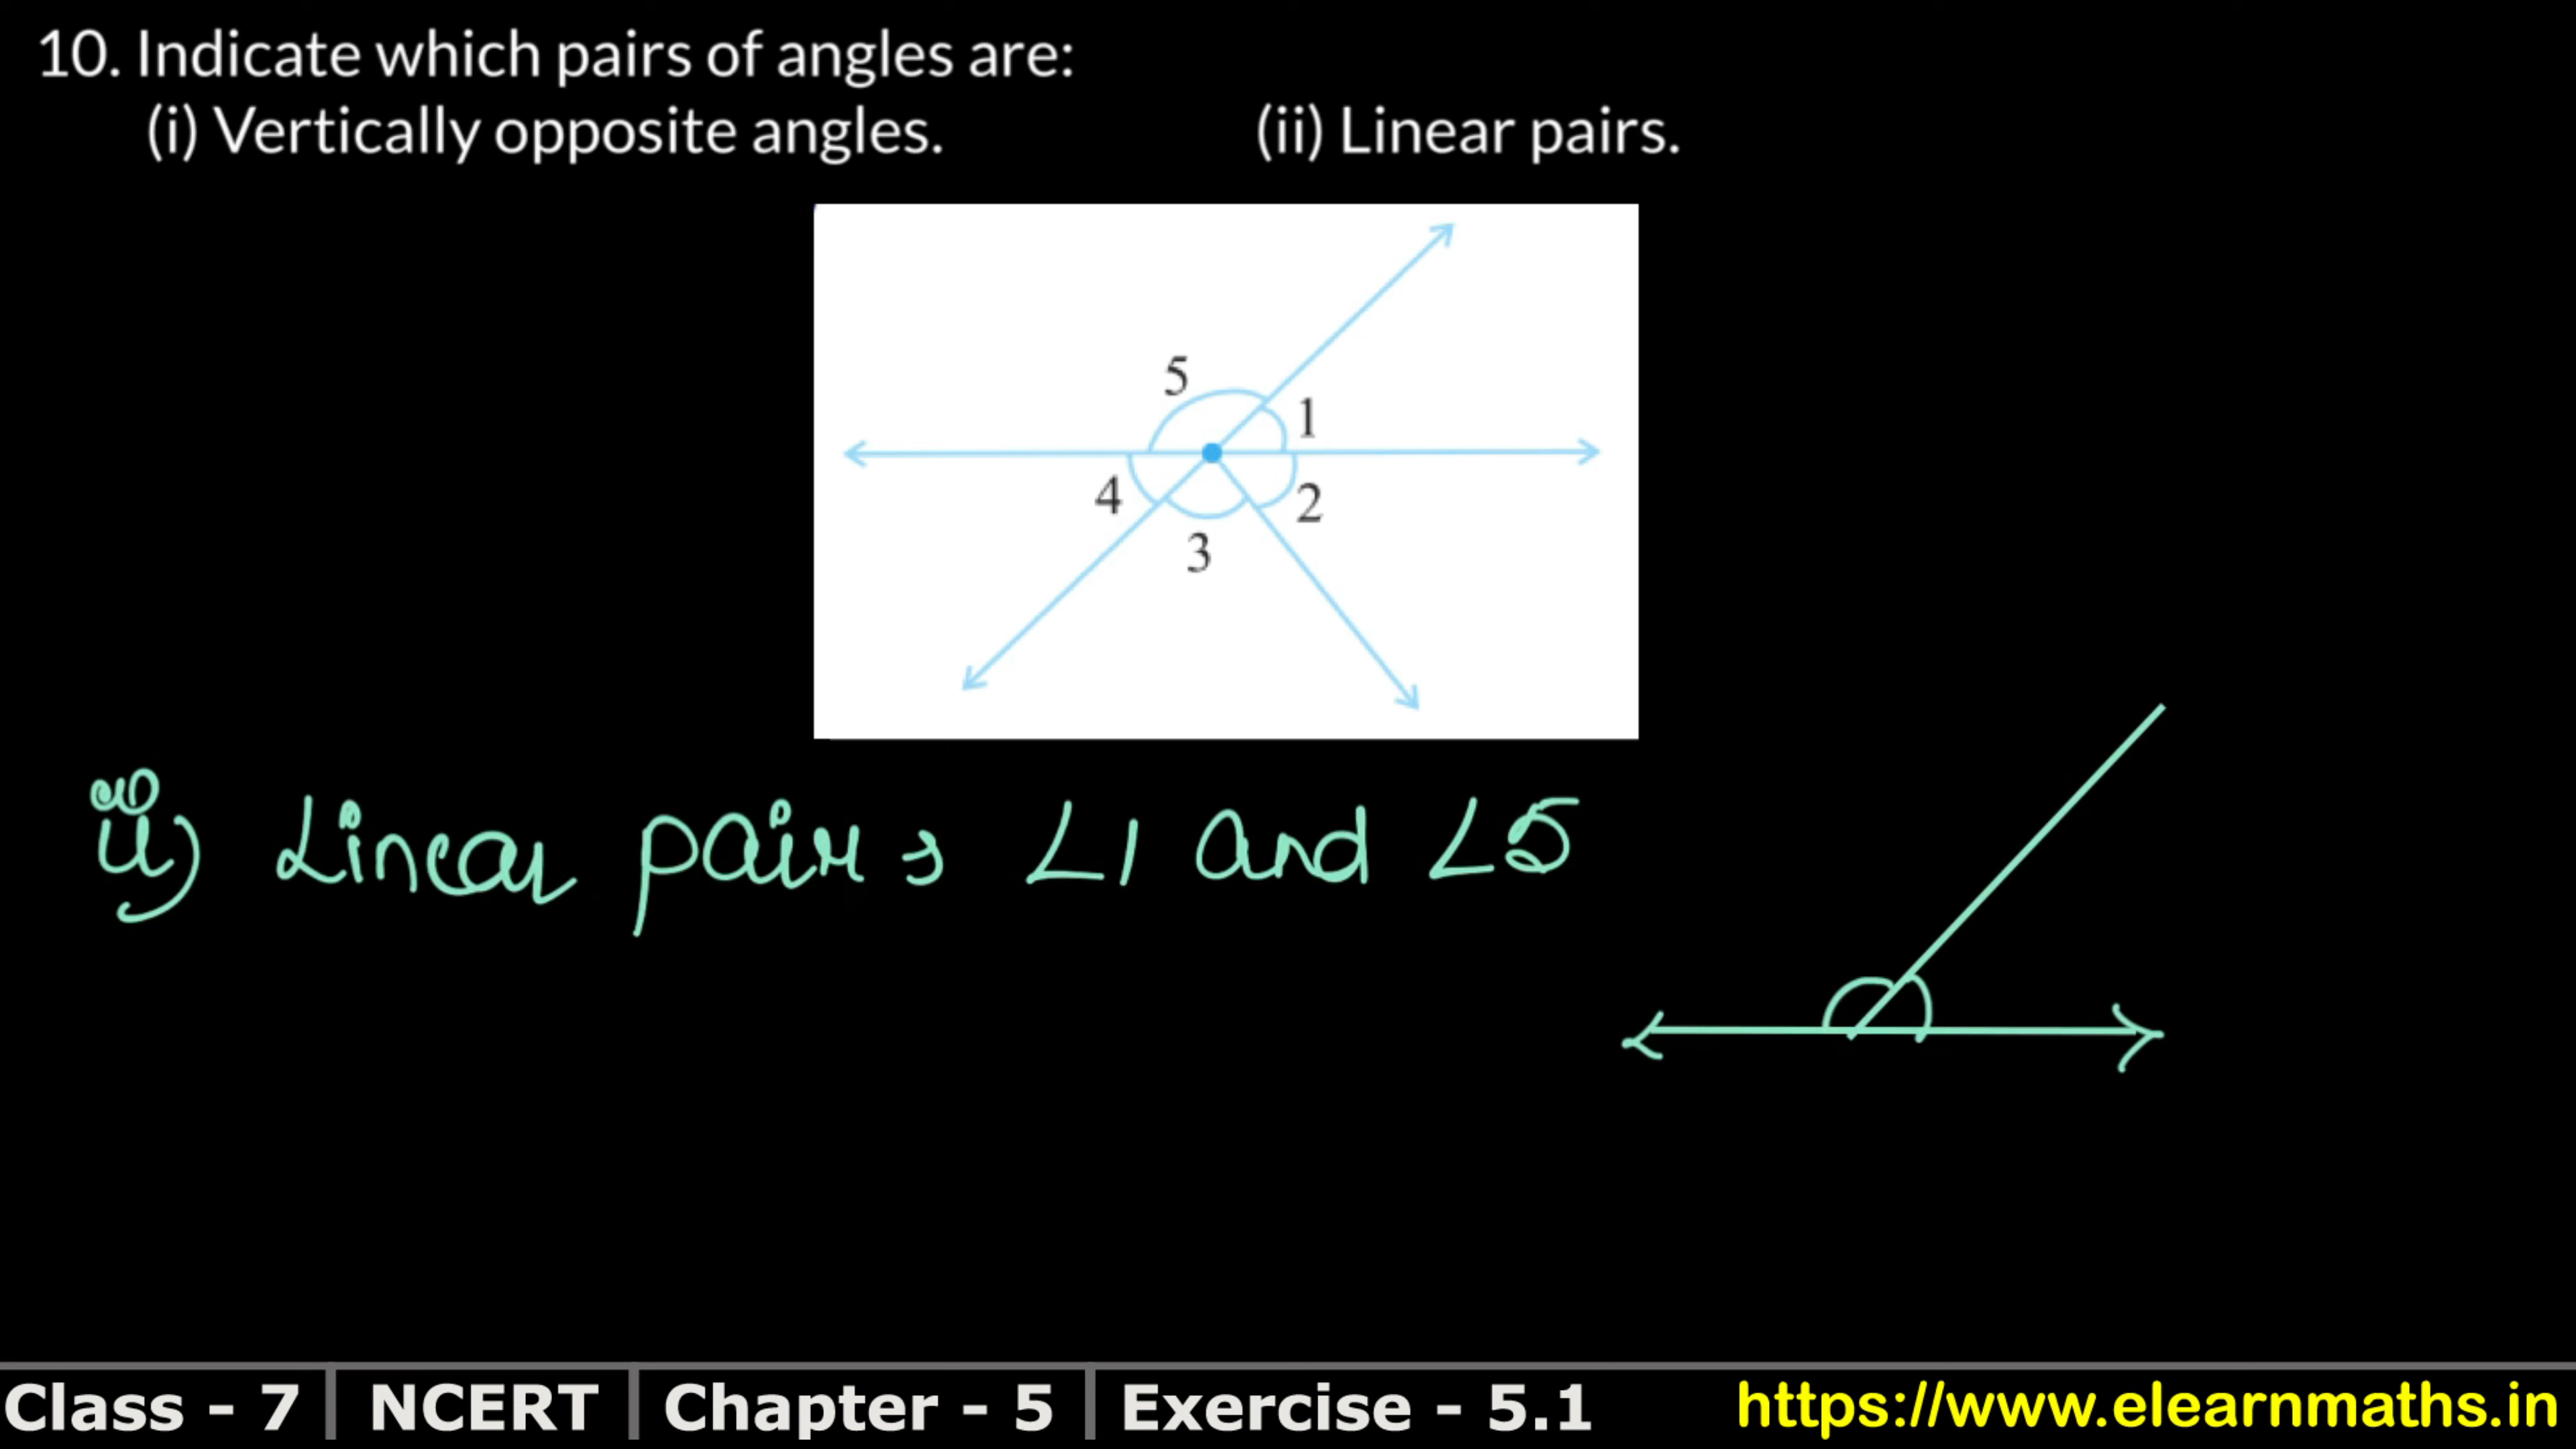 10. Indicate which pairs of angles are:
(i) Vertically opposite angles. (ii) Linear pairs.
5
1
4
2
3
ii) Linear pair , ∠1 and ∠5
Class - 7 | NCERT | Chapter - 5 | Exercise - 5.1 https://www.elearnmaths.in